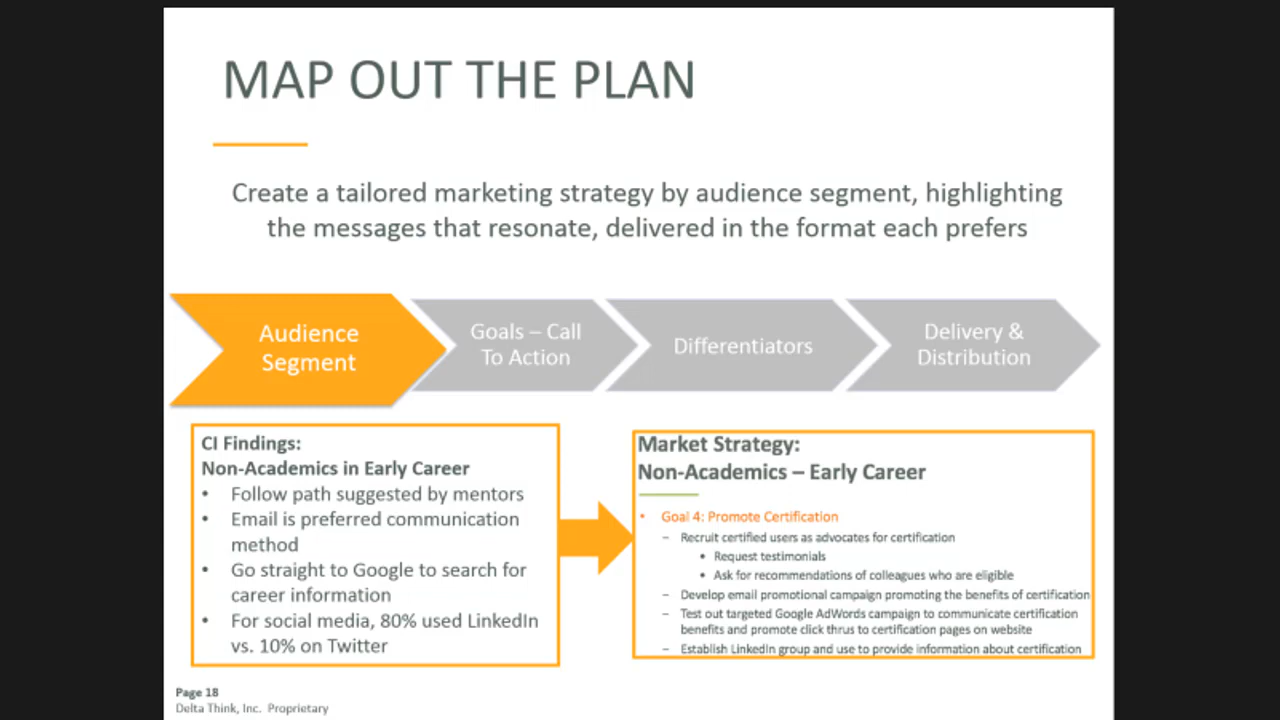 MAP OUT THE PLAN
Create a tailored marketing strategy by audience segment, highlighting
the messages that resonate, delivered in the format each prefers
Audience
Segment
Goals – Call
To Action
Differentiators
Delivery &
Distribution
CI Findings:
Non-Academics in Early Career
• Follow path suggested by mentors
• Email is preferred communication
method
• Go straight to Google to search for
career information
• For social media, 80% used LinkedIn
vs. 10% on Twitter
Market Strategy:
Non-Academics – Early Career
• Goal 4: Promote Certification
– Recruit certified users as advocates for certification
• Request testimonials
• Ask for recommendations of colleagues who are eligible
– Develop email promotional campaign promoting the benefits of certification
– Test out targeted Google AdWords campaign to communicate certification
benefits and promote click thrus to certification pages on website
– Establish LinkedIn group and use to provide information about certification
Page 18
Delta Think, Inc. Proprietary